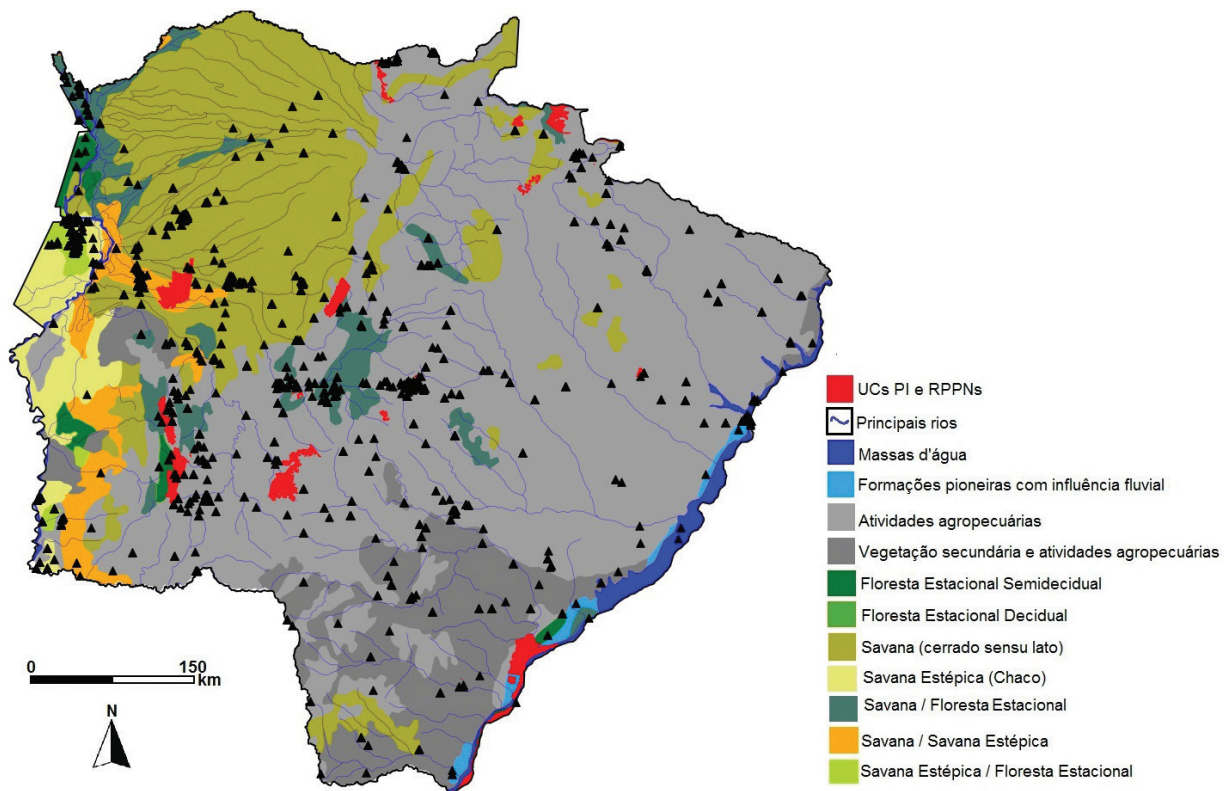 UCs PI e RPPNs
Principais rios
Massas d'água
Formações pioneiras com influência fluvial
Atividades agropecuárias
Vegetação secundária e atividades agropecuárias
Floresta Estacional Semidecidual
Floresta Estacional Decidual
Savana (cerrado sensu lato)
Savana Estépica (Chaco)
Savana / Floresta Estacional
Savana / Savana Estépica
Savana Estépica / Floresta Estacional
0 150
km
N